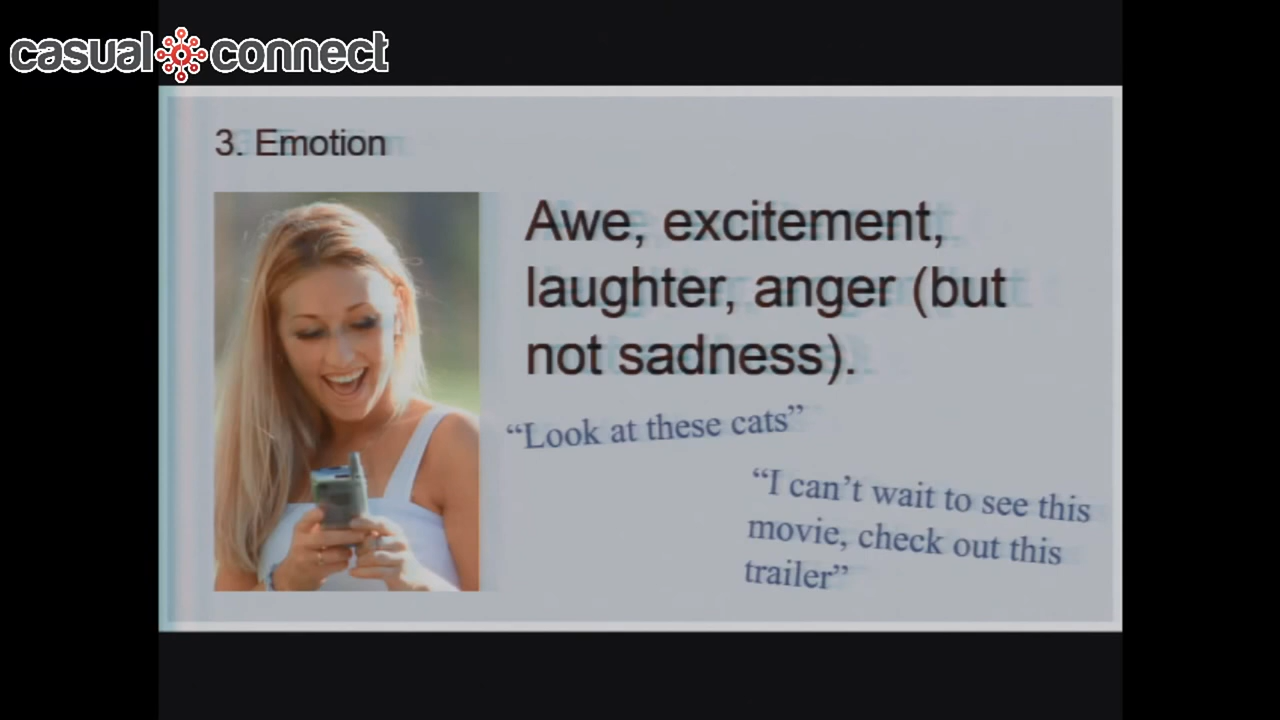 casual connect
3. Emotion
Awe, excitement,
laughter, anger (but
not sadness).
“Look at these cats”
“I can’t wait to see this
movie, check out this
trailer”